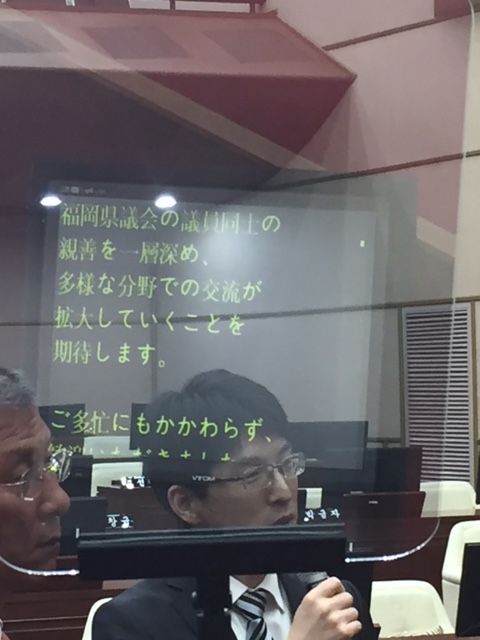 福岡県議会の議員同士の
親善を一層深め、
多様な分野での交流が
拡大していくことを
期待します。
ご多忙にもかかわらず、
VTQM